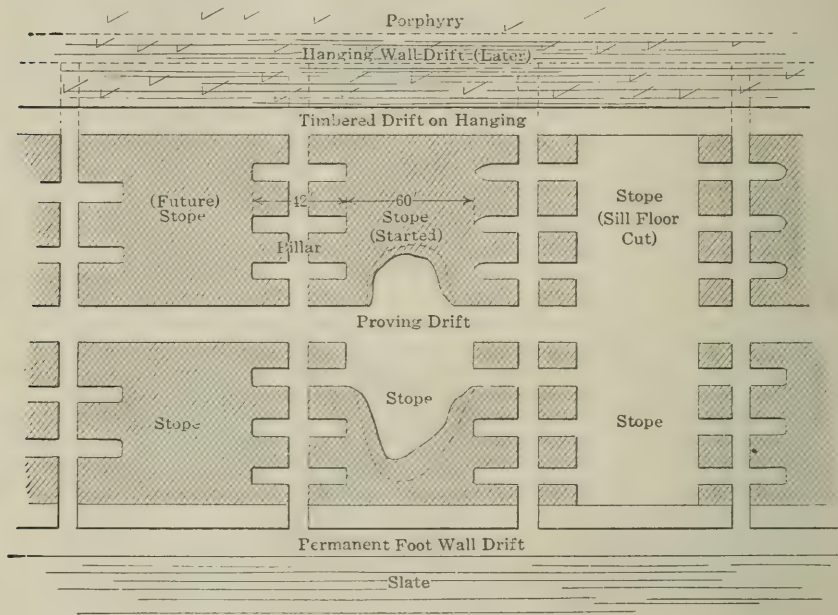 Porphyry
Hanging Wall Drift (Later)
Timbered Drift on Hanging
(Future)
Stope
42
60
Stope
(Started)
Pillar
Stope
(Sill Floor
Cut)
Proving Drift
Stope
Stope
Stope
Permanent Foot Wall Drift
Slate